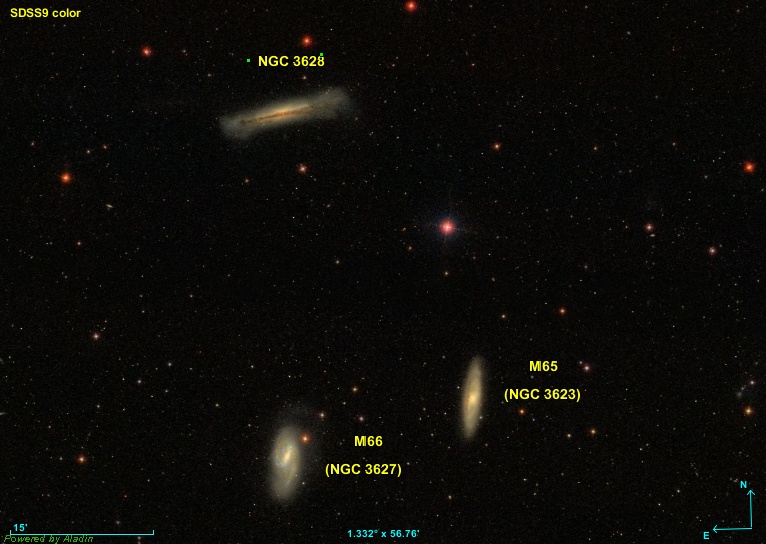 SDSS9 color
NGC 3628
M65
(NGC 3623)
M66
(NGC 3627)
N
E
15'
1.332° x 56.76'
Powered by Aladin